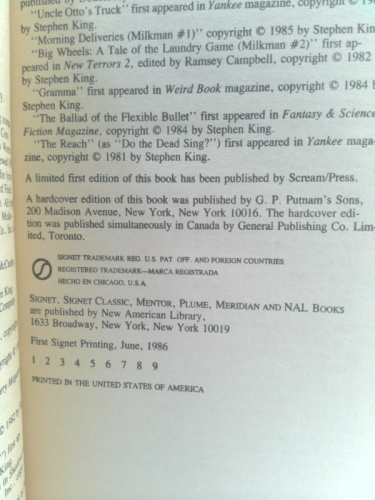 published by
"Uncle Otto's Truck" first appeared in Yankee magazine, copyright ©
by Stephen King.
"Morning Deliveries (Milkman #1)" copyright © 1985 by Stephen King
"Big Wheels: A Tale of the Laundry Game (Milkman #2)" first ap-
peared in New Terrors 2, edited by Ramsey Campbell, copyright © 1982
by Stephen King.
"Gramma" first appeared in Weird Book magazine, copyright © 1984 by
Stephen King.
"The Ballad of the Flexible Bullet" first appeared in Fantasy & Science
Fiction Magazine, copyright © 1984 by Stephen King.
"The Reach" (as "Do the Dead Sing?") first appeared in Yankee maga-
zine, copyright © 1981 by Stephen King.
A limited first edition of this book has been published by Scream/Press.
A hardcover edition of this book was published by G. P. Putnam's Sons,
200 Madison Avenue, New York, New York 10016. The hardcover edi-
tion was published simultaneously in Canada by General Publishing Co. Lim-
ited, Toronto.
SIGNET TRADEMARK REG. U.S. PAT. OFF. AND FOREIGN COUNTRIES
REGISTERED TRADEMARK—MARCA REGISTRADA
HECHO EN CHICAGO, U.S.A.
SIGNET, SIGNET CLASSIC, MENTOR, PLUME, MERIDIAN AND NAL BOOKS
are published by New American Library,
1633 Broadway, New York, New York 10019
First Signet Printing, June, 1986
1 2 3 4 5 6 7 8 9
PRINTED IN THE UNITED STATES OF AMERICA